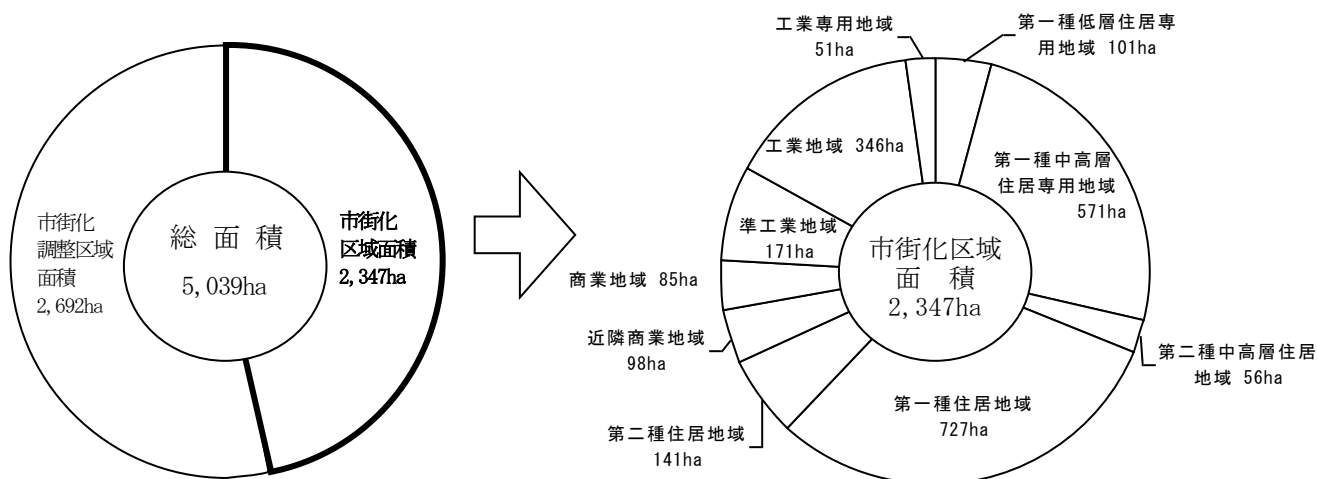 市街化
調整区域
面積
2,692ha
総面積
5,039ha
市街化
区域面積
2,347ha
工業専用地域
51ha
第一種低層住居専
用地域 101ha
工業地域 346ha
第一種中高層
住居専用地域
571ha
準工業地域
171ha
市街化区域
面積
2,347ha
商業地域 85ha
近隣商業地域
98ha
第二種中高層住居
地域 56ha
第一種住居地域
727ha
第二種住居地域
141ha